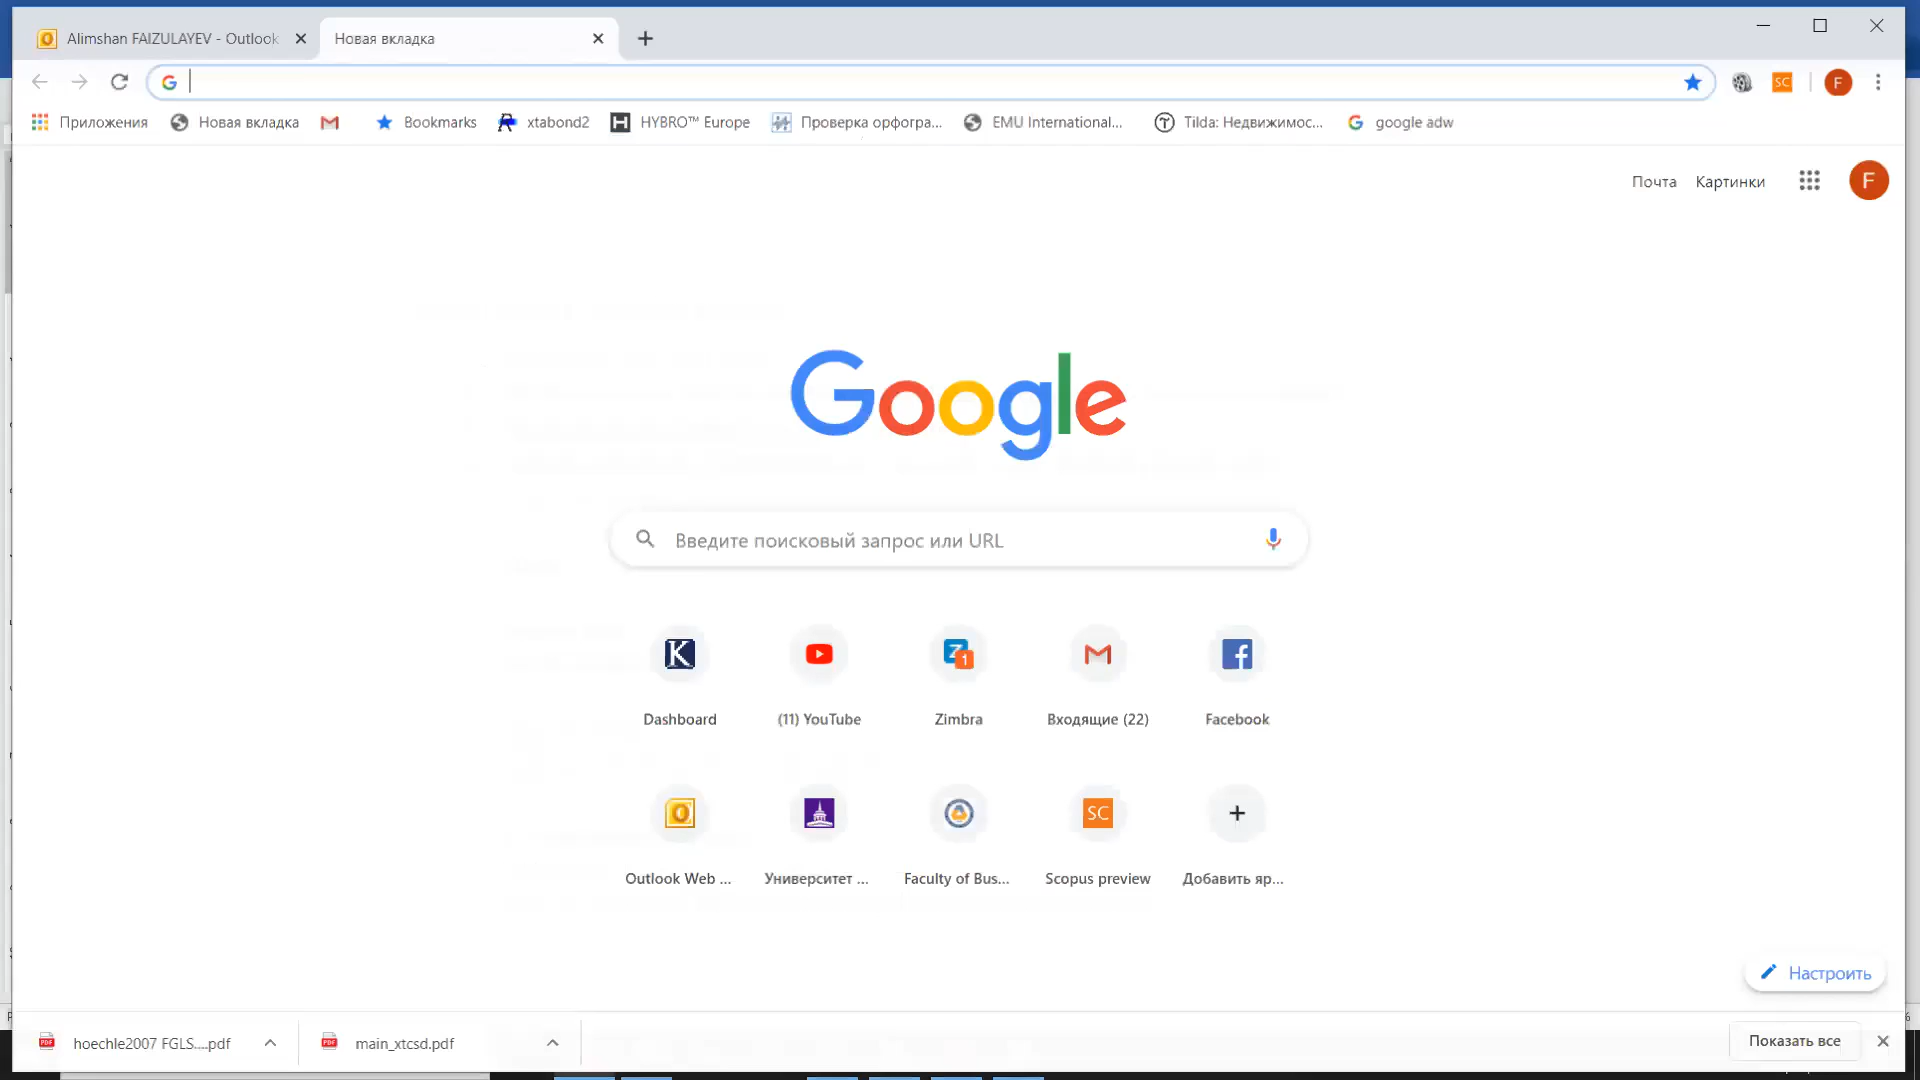 Alimshan FAIZULAYEV - Outlook
Новая вкладка
Приложения
Новая вкладка
Bookmarks
xtabond2
HYBRO™ Europe
Проверка орфогра...
EMU International...
Tilda: Недвижимос...
google adw
SC
F
Почта
Картинки
F
Google
Введите поисковый запрос или URL
Dashboard
(11) YouTube
Zimbra
Входящие (22)
Facebook
SC
Outlook Web ...
Университет ...
Faculty of Bus...
Scopus preview
Добавить яр...
Настроить
hoechle2007 FGLS....pdf
main_xtcsd.pdf
Показать все